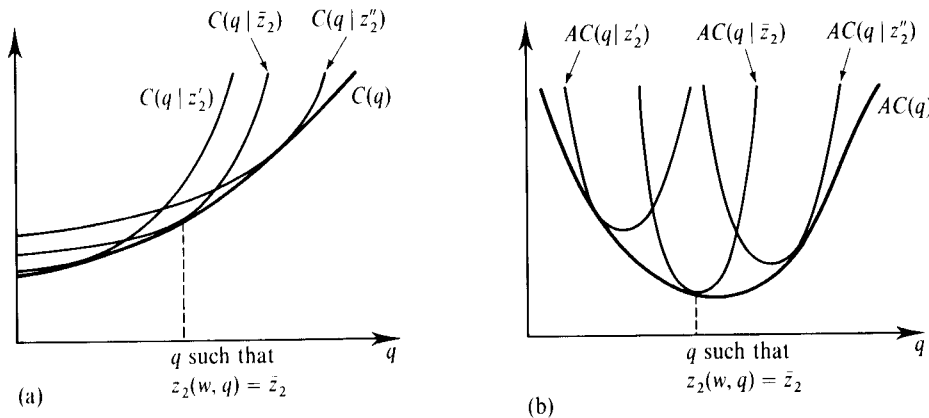 C(q | z̄₂)
C(q | z₂″)
C(q | z₂′)
C(q)
q
q such that
z₂(w, q) = z̄₂
(a)
AC(q | z₂′)
AC(q | z̄₂)
AC(q | z₂″)
AC(q)
q
q such that
z₂(w, q) = z̄₂
(b)